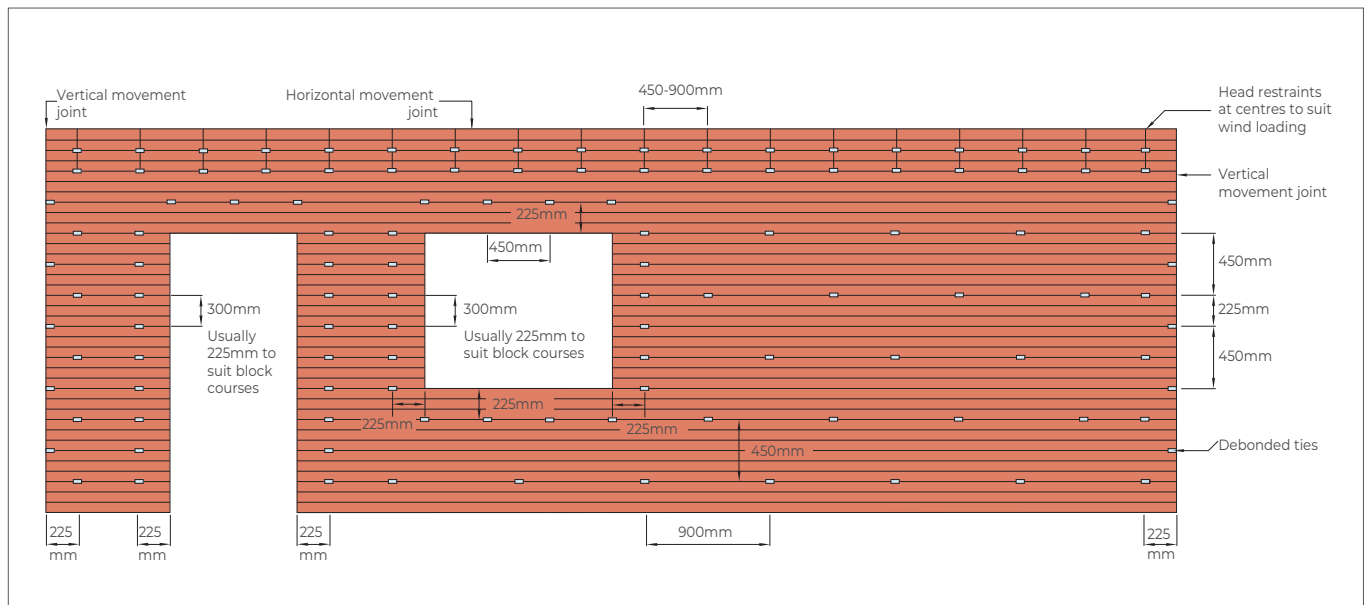 Vertical movement
joint
Horizontal movement
joint
450-900mm
Head restraints
at centres to suit
wind loading
Vertical
movement joint
225mm
450mm
300mm
Usually
225mm to
suit block
courses
300mm
Usually 225mm to
suit block courses
450mm
225mm
450mm
225mm
225mm
225mm
450mm
Debonded ties
225
mm
225
mm
225
mm
900mm
225
mm